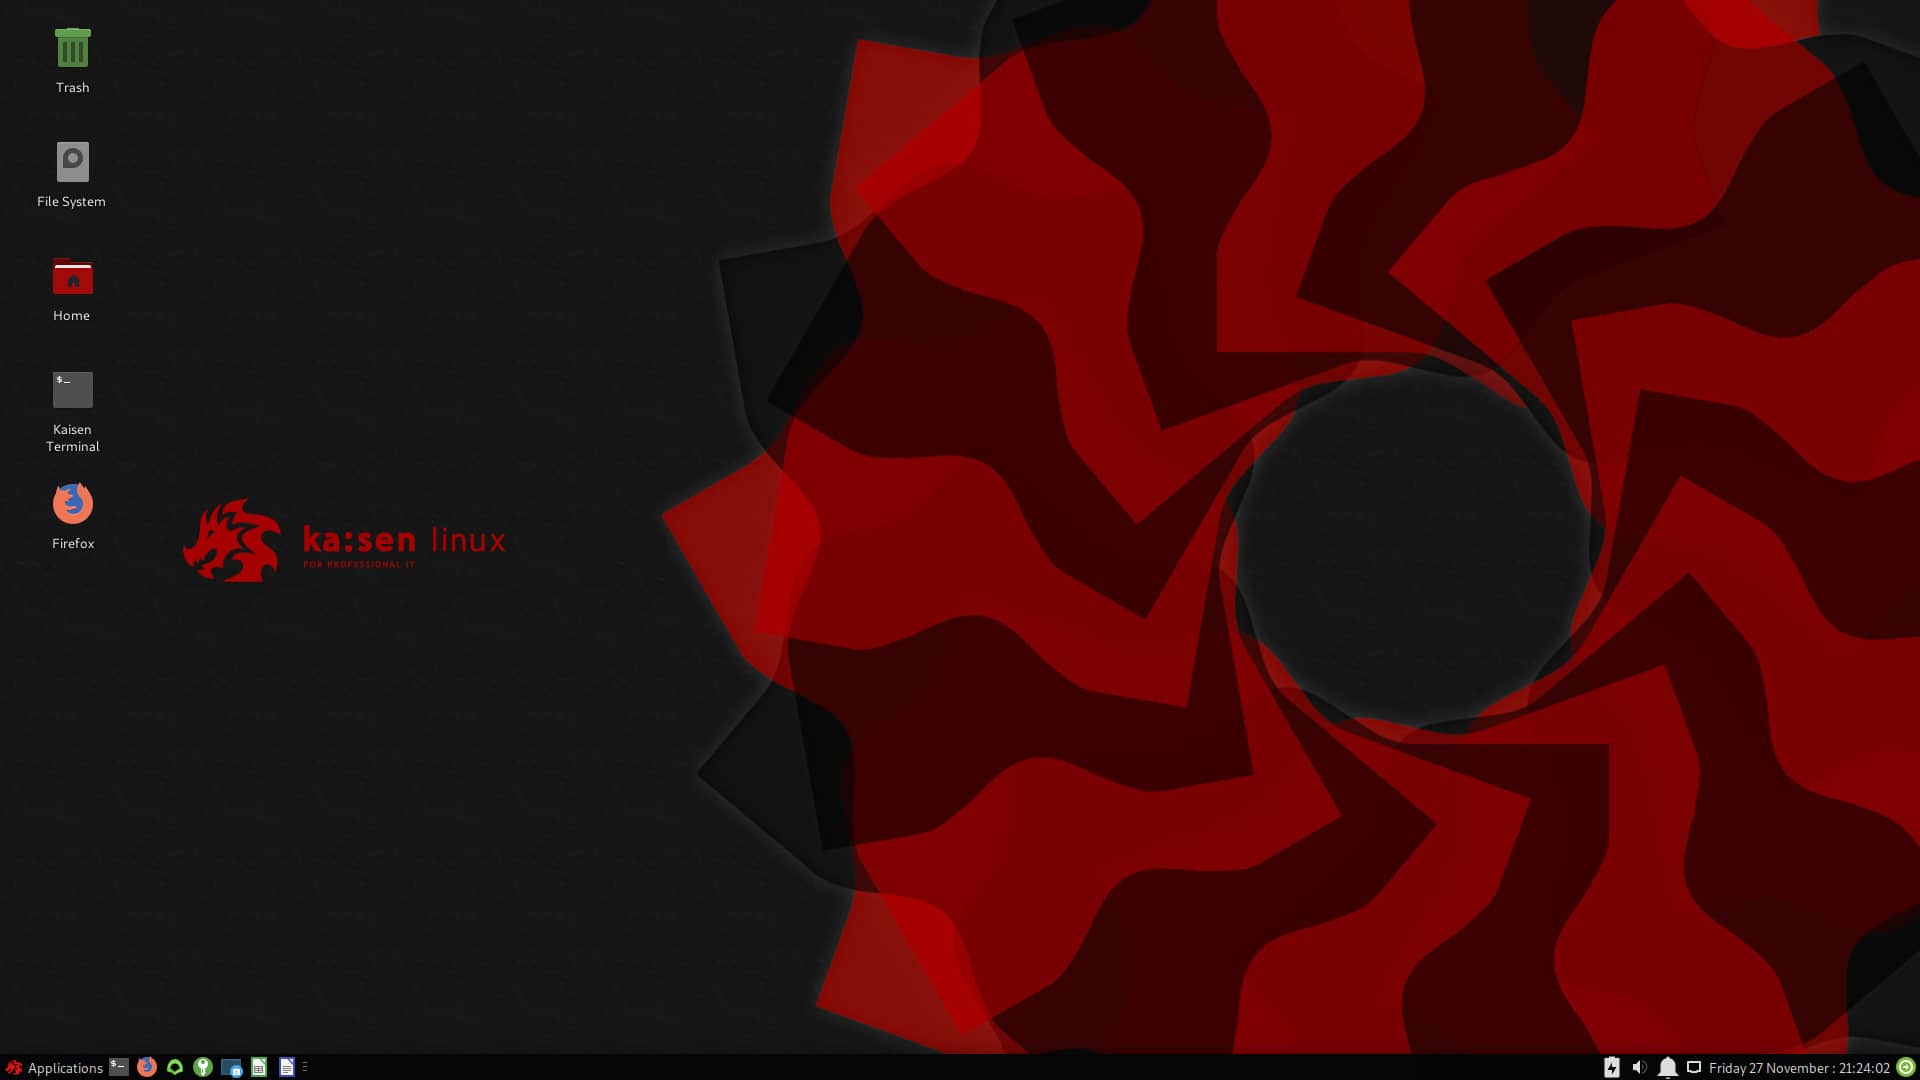 Trash
File System
Home
$_
Kaisen
Terminal
Firefox
ka:sen linux
FOR PROFESSIONAL IT
Applications
$_
Friday 27 November : 21:24:02